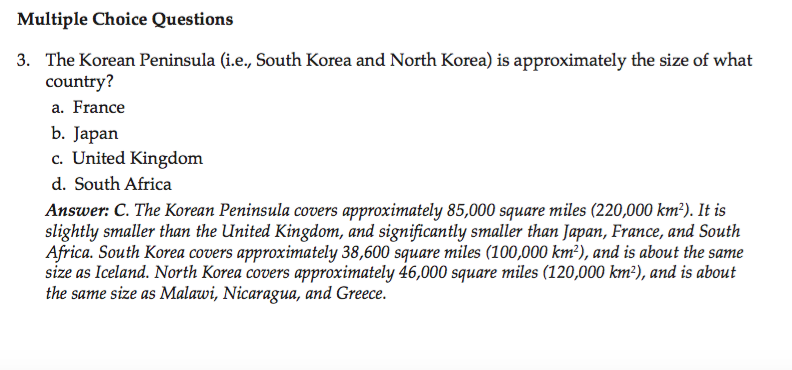 Multiple Choice Questions
3. The Korean Peninsula (i.e., South Korea and North Korea) is approximately the size of what
country?
a. France
b. Japan
c. United Kingdom
d. South Africa
Answer: C. The Korean Peninsula covers approximately 85,000 square miles (220,000 km²). It is
slightly smaller than the United Kingdom, and significantly smaller than Japan, France, and South
Africa. South Korea covers approximately 38,600 square miles (100,000 km²), and is about the same
size as Iceland. North Korea covers approximately 46,000 square miles (120,000 km²), and is about
the same size as Malawi, Nicaragua, and Greece.